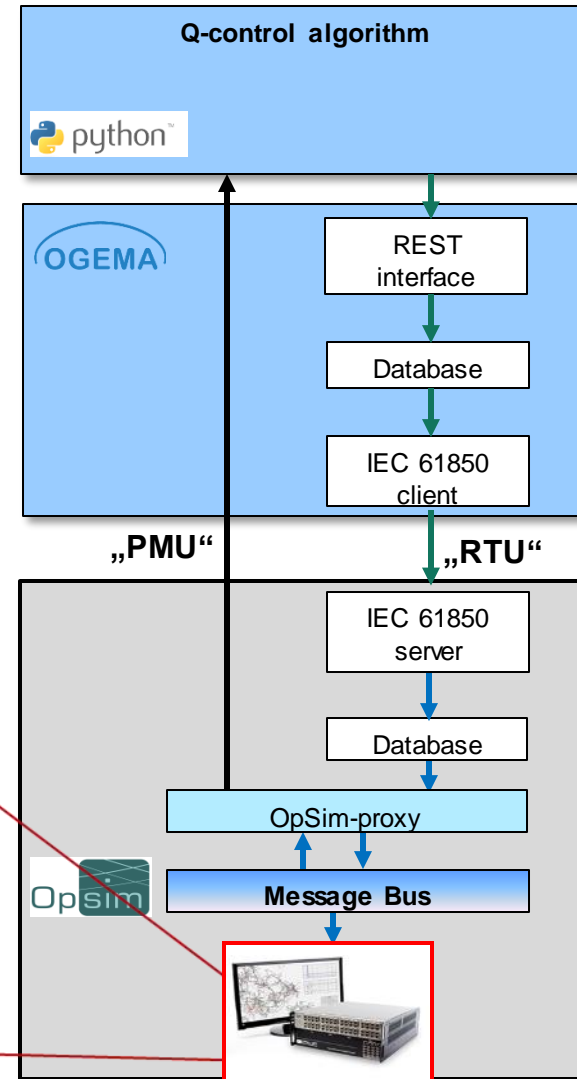 Q-control algorithm
python™
OGEMA
REST
interface
Database
IEC 61850
client
„PMU“
„RTU“
IEC 61850
server
Database
OpSim-proxy
Opsim
Message Bus